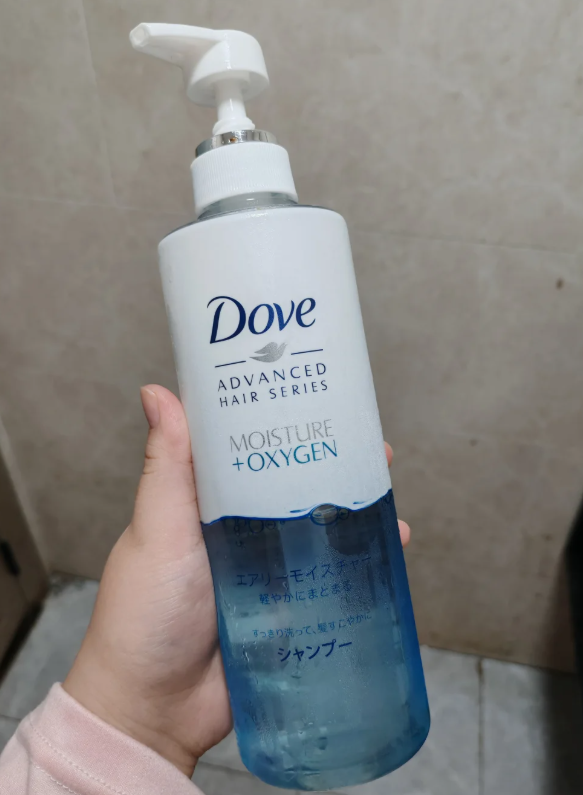 Dove
ADVANCED
HAIR SERIES
MOISTURE
+OXYGEN
エアリーモイスチャー
軽やかにまとまる
すっきり洗って、髪すこやかに
シャンプー